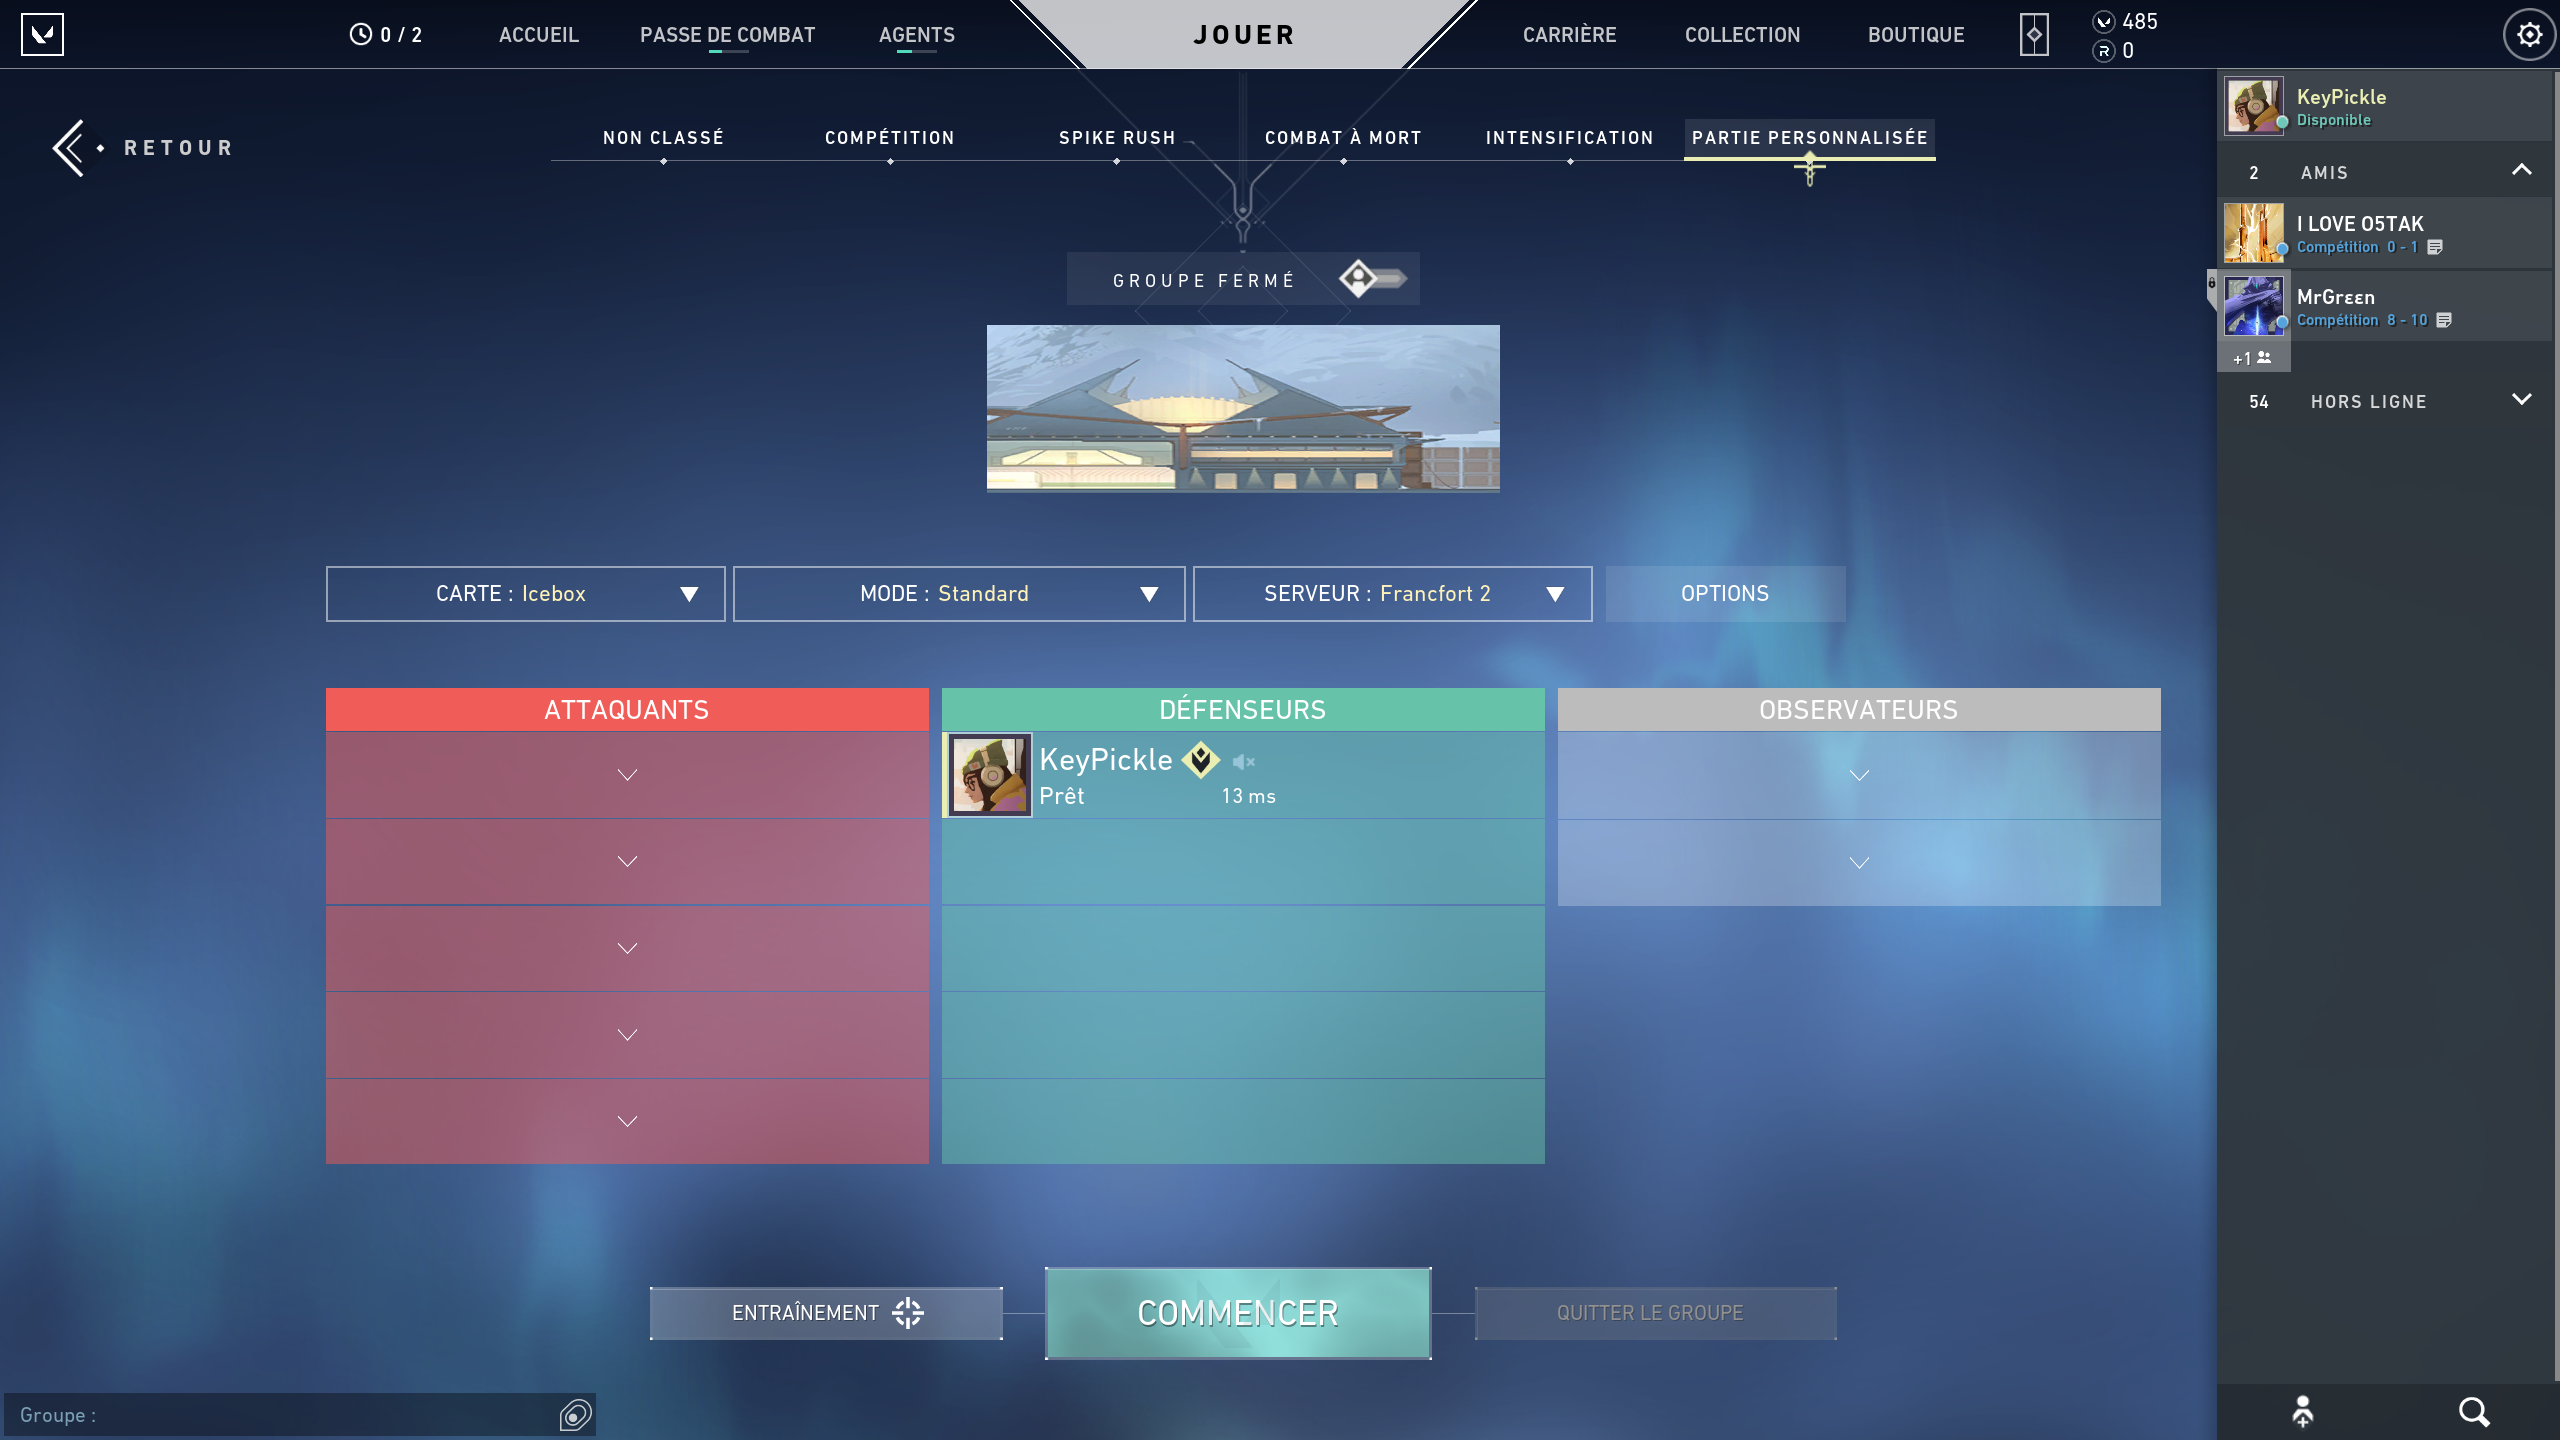 0 / 2
ACCUEIL
PASSE DE COMBAT
AGENTS
JOUER
CARRIÈRE
COLLECTION
BOUTIQUE
485
R 0
RETOUR
NON CLASSÉ
COMPÉTITION
SPIKE RUSH
COMBAT À MORT
INTENSIFICATION
PARTIE PERSONNALISÉE
KeyPickle
Disponible
2 AMIS
I LOVE O5TAK
Compétition 0 - 1
MrGrεεn
Compétition 8 - 10
+1
54 HORS LIGNE
GROUPE FERMÉ
CARTE : Icebox
MODE : Standard
SERVEUR : Francfort 2
OPTIONS
ATTAQUANTS
DÉFENSEURS
OBSERVATEURS
KeyPickle
Prêt 13 ms
ENTRAÎNEMENT
COMMENCER
QUITTER LE GROUPE
Groupe :